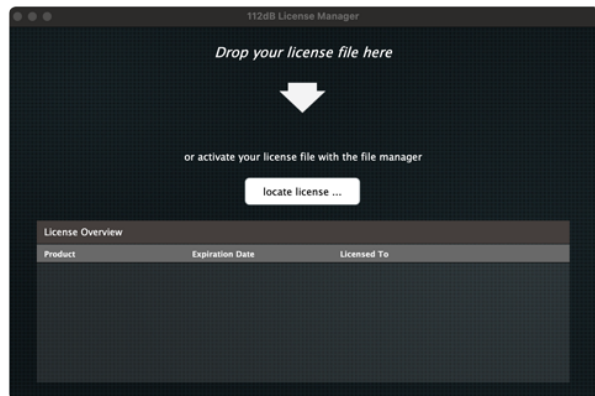 112dB License Manager
Drop your license file here
or activate your license file with the file manager
locate license ...
License Overview
Product Expiration Date Licensed To